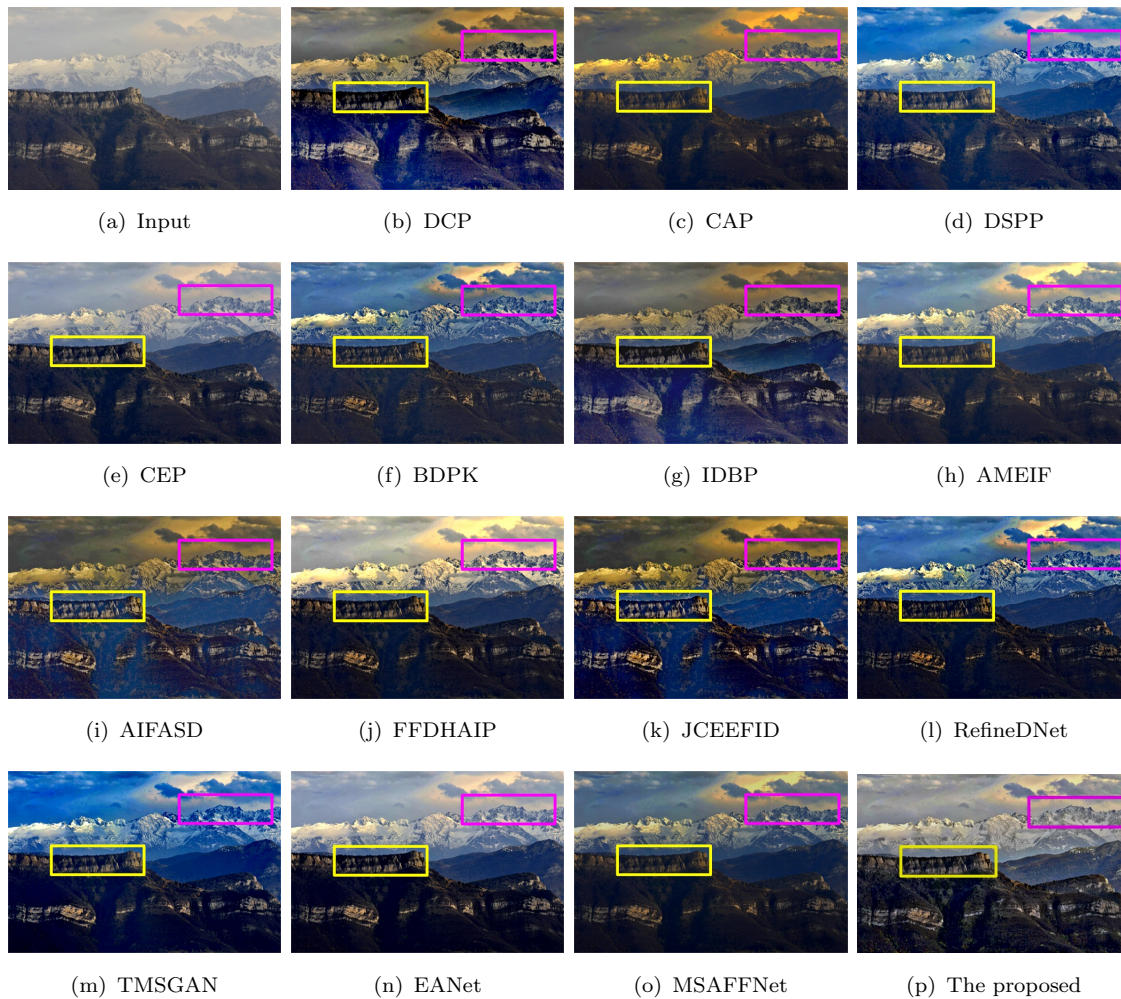 (a) Input
(b) DCP
(c) CAP
(d) DSPP
(e) CEP
(f) BDPK
(g) IDBP
(h) AMEIF
(i) AIFASD
(j) FFDHAIP
(k) JCEEFID
(l) RefineDNet
(m) TMSGAN
(n) EANet
(o) MSAFFNet
(p) The proposed